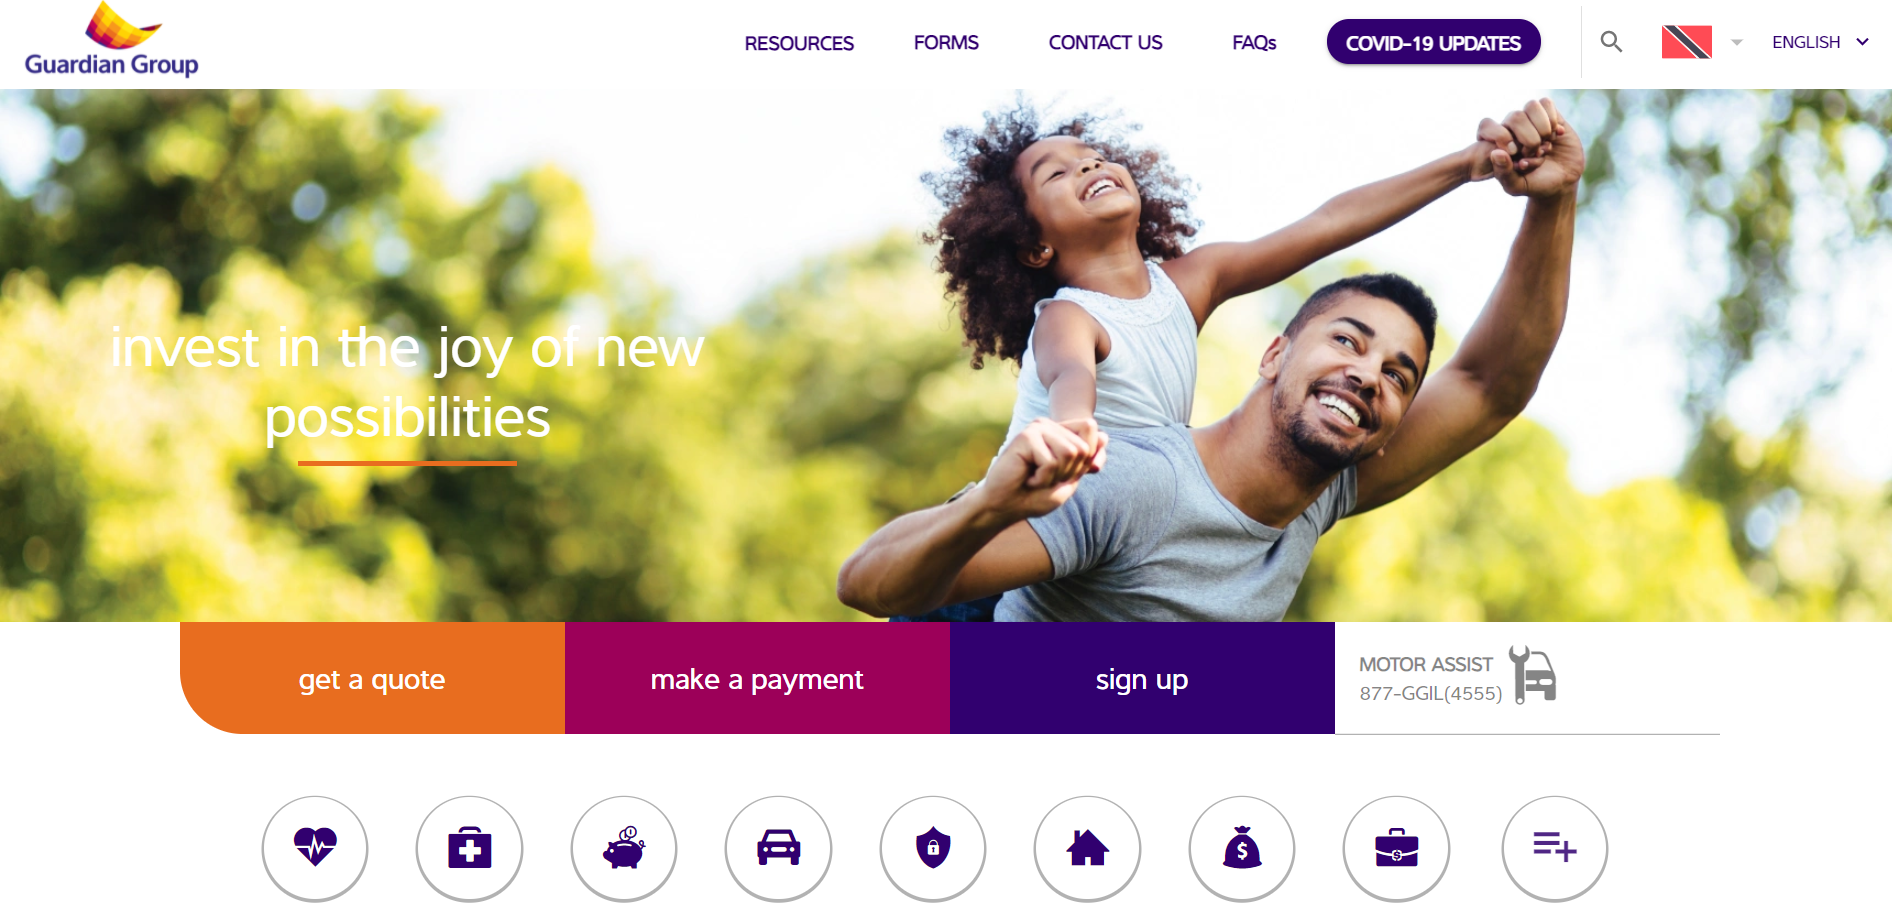 Guardian Group
RESOURCES
FORMS
CONTACT US
FAQs
COVID-19 UPDATES
ENGLISH
invest in the joy of new
possibilities
get a quote
make a payment
sign up
MOTOR ASSIST
877-GGIL(4555)